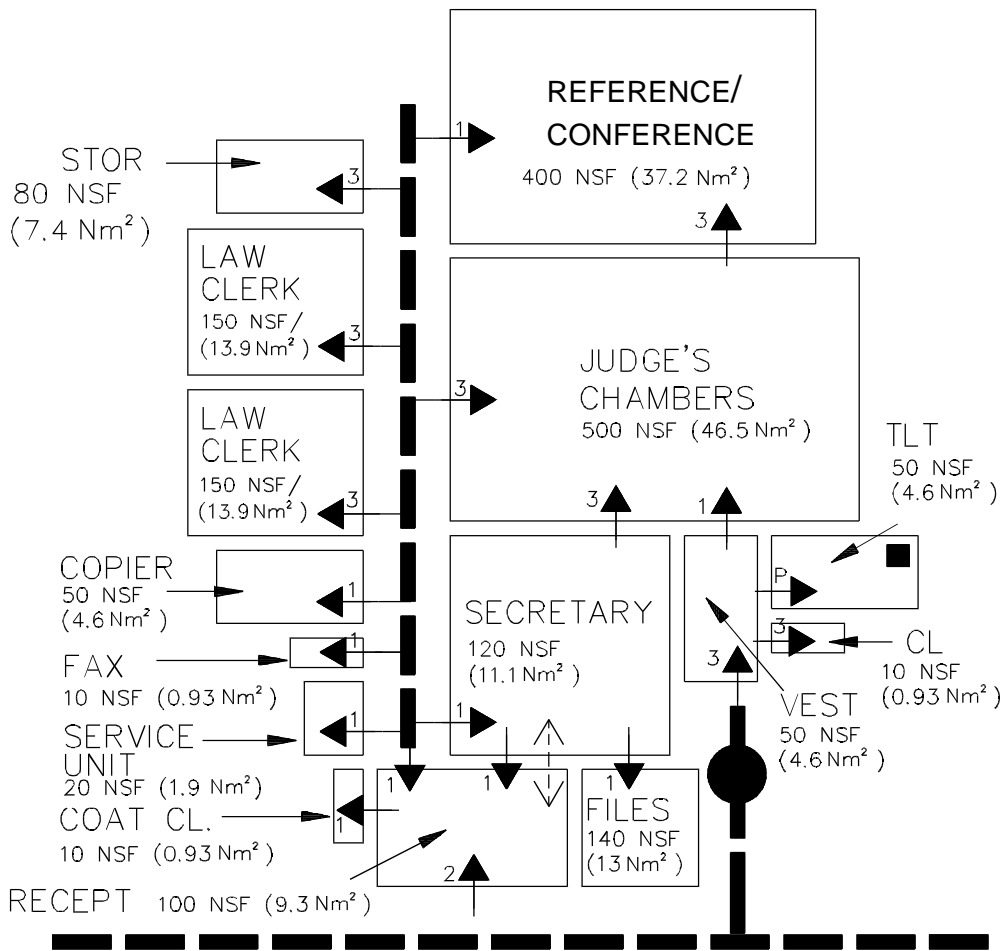 REFERENCE/
CONFERENCE
400 NSF (37.2 Nm²)
1
STOR
80 NSF
(7.4 Nm²)
3
3
LAW
CLERK
150 NSF/
(13.9 Nm²)
3
JUDGE'S
CHAMBERS
500 NSF (46.5 Nm²)
3
LAW
CLERK
150 NSF/
(13.9 Nm²)
3
3
1
TLT
50 NSF
(4.6 Nm²)
COPIER
50 NSF
(4.6 Nm²)
1
SECRETARY
120 NSF
(11.1 Nm²)
P
3
3
CL
10 NSF
(0.93 Nm²)
FAX
10 NSF (0.93 Nm²)
1
VEST
50 NSF
(4.6 Nm²)
SERVICE
UNIT
20 NSF (1.9 Nm²)
1
1
1
1
1
COAT CL.
10 NSF (0.93 Nm²)
1
FILES
140 NSF
(13 Nm²)
RECEPT 100 NSF (9.3 Nm²)
2